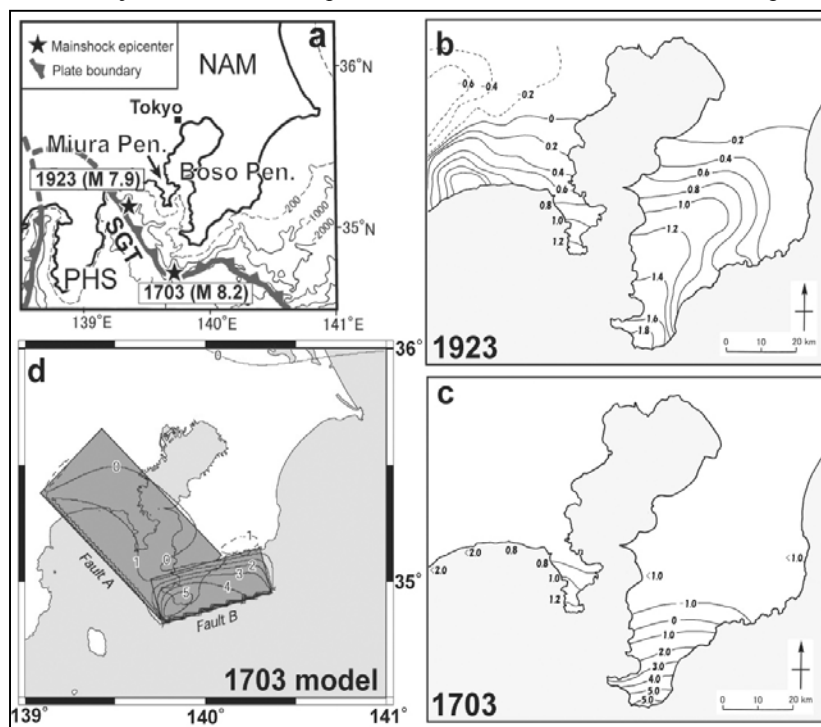 a
★ Mainshock epicenter
Plate boundary
NAM
36°N
Tokyo
Miura Pen.
Boso Pen.
1923 (M 7.9)
200
1000
2000
35°N
SGT
PHS
1703 (M 8.2)
139°E
140°E
141°E
b
0.6
0.4
0.2
0
0.2
0.4
0.6
0.8
1.0
1.2
0.2
0.4
0.6
0.8
1.0
1.2
1.4
1.6
1.8
1923
0 10 20 km
d
36°
0
0
1
Fault A
1
2
3
4
5
Fault B
35°
1703 model
139°
140°
141°
c
<2.0
<2.0
0.8
0.8
1.0
1.2
<1.0
<1.0
-1.0
0
1.0
2.0
3.0
4.0
5.0
5.0
1703
0 10 20 km